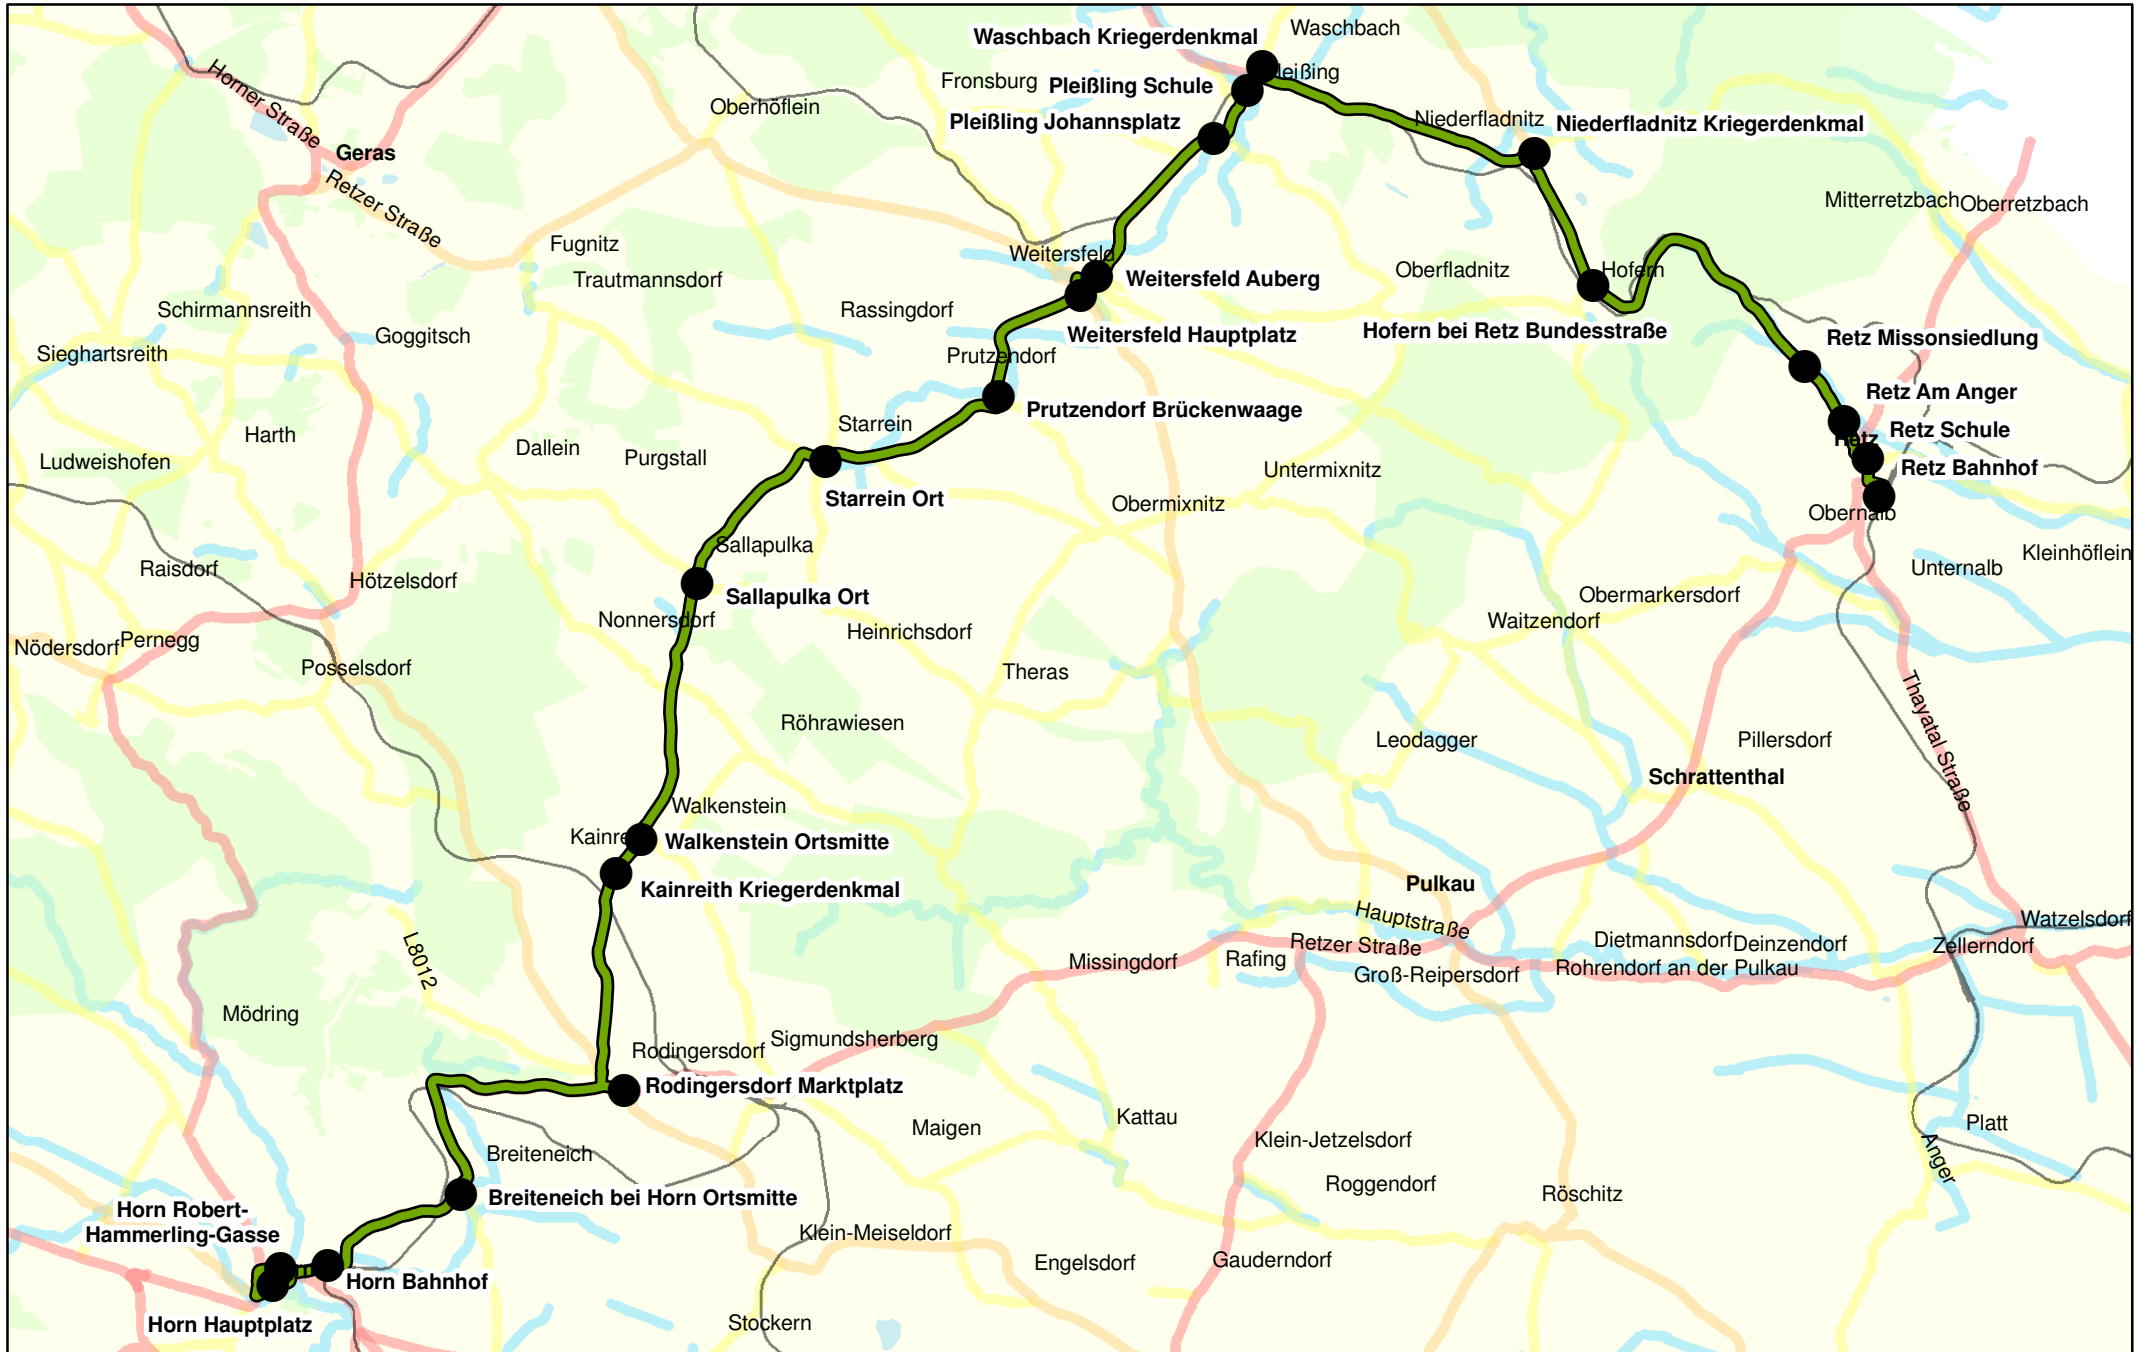 Waschbach
Waschbach Kriegerdenkmal
Horner Straße
Fronsburg
Pleißling Schule
leißing
Oberhöflein
Pleißling Johannsplatz
Niederfladnitz
Niederfladnitz Kriegerdenkmal
Geras
Retzer Straße
Mitterretzbach
Oberretzbach
Fugnitz
Weitersfeld
Trautmannsdorf
Weitersfeld Auberg
Oberfladnitz
Hofern
Schirmannsreith
Rassingdorf
Goggitsch
Weitersfeld Hauptplatz
Hofern bei Retz Bundesstraße
Retz Missonsiedlung
Sieghartsreith
Prutzendorf
Retz Am Anger
Prutzendorf Brückenwaage
Starrein
Retz Schule
Harth
Retz
Dallein
Purgstall
Ludweishofen
Untermixnitz
Retz Bahnhof
Starrein Ort
Obermixnitz
Obernalb
Sallapulka
Kleinhöflein
Raisdorf
Hötzelsdorf
Unternalb
Sallapulka Ort
Obermarkersdorf
Nonnersdorf
Waitzendorf
Heinrichsdorf
Nödersdorf
Pernegg
Posselsdorf
Theras
Thayatal Straße
Röhrawiesen
Leodagger
Pillersdorf
Schrattenthal
Walkenstein
Kainre
Walkenstein Ortsmitte
Kainreith Kriegerdenkmal
Pulkau
Hauptstraße
Watzelsdorf
L8012
Missingdorf
Rafing
Retzer Straße
Dietmannsdorf
Deinzendorf
Zellerndorf
Groß-Reipersdorf
Rohrendorf an der Pulkau
Mödring
Sigmundsherberg
Rodingersdorf
Rodingersdorf Marktplatz
Kattau
Maigen
Platt
Klein-Jetzelsdorf
Anger
Breiteneich
Roggendorf
Röschitz
Breiteneich bei Horn Ortsmitte
Horn Robert-
Hammerling-Gasse
Klein-Meiseldorf
Engelsdorf
Gauderndorf
Horn Bahnhof
Horn Hauptplatz
Stockern